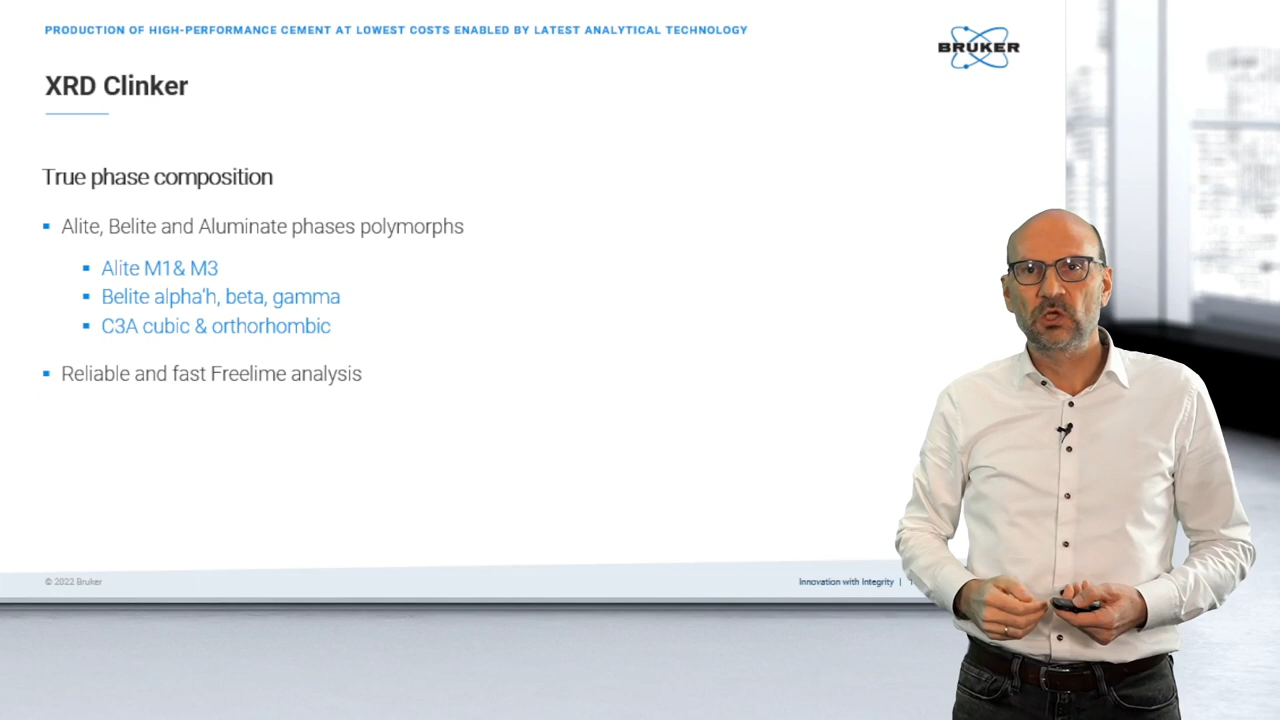 PRODUCTION OF HIGH-PERFORMANCE CEMENT AT LOWEST COSTS ENABLED BY LATEST ANALYTICAL TECHNOLOGY
BRUKER
XRD Clinker
True phase composition
Alite, Belite and Aluminate phases polymorphs
Alite M1& M3
Belite alpha'h, beta, gamma
C3A cubic & orthorhombic
Reliable and fast Freelime analysis
© 2022 Bruker
Innovation with Integrity |